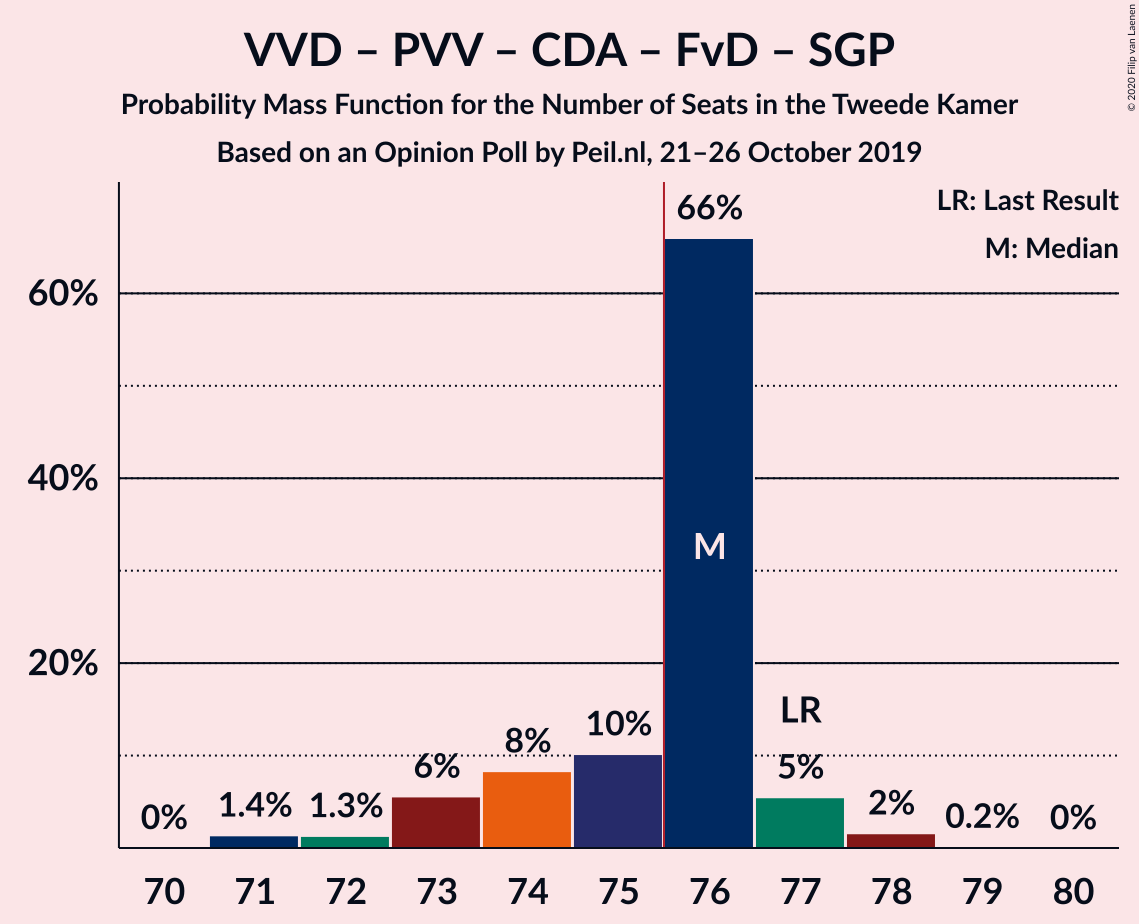 VVD – PVV – CDA – FvD – SGP
Probability Mass Function for the Number of Seats in the Tweede Kamer
Based on an Opinion Poll by Peil.nl, 21–26 October 2019
© 2020 Filip van Laenen
LR: Last Result
M: Median
60%
40%
20%
0%
1.4%
1.3%
6%
8%
10%
66%
M
LR
5%
2%
0.2%
0%
70 71 72 73 74 75 76 77 78 79 80